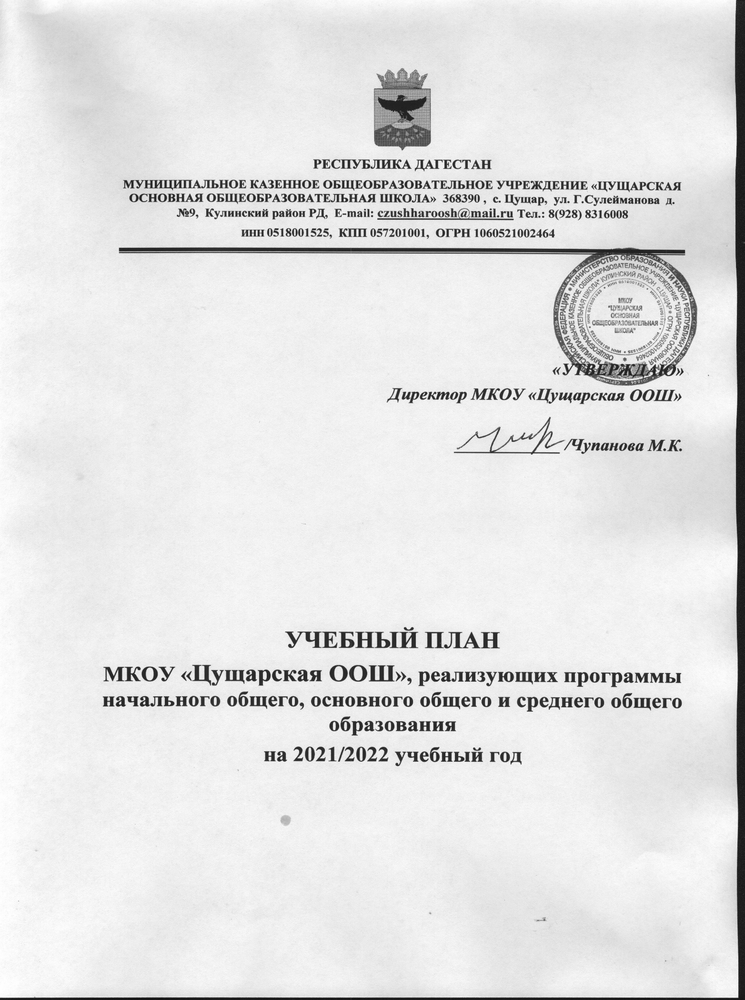 РЕСПУБЛИКА ДАГЕСТАН
МУНИЦИПАЛЬНОЕ КАЗЕННОЕ ОБЩЕОБРАЗОВАТЕЛЬНОЕ УЧРЕЖДЕНИЕ «ЦУЩАРСКАЯ
ОСНОВНАЯ ОБЩЕОБРАЗОВАТЕЛЬНАЯ ШКОЛА» 368390 , с. Цущар, ул. Г.Сулейманова д.
№9, Кулинский район РД, E-mail: czushharoosh@mail.ru Тел.: 8(928) 8316008
ИНН 0518001525, КПП 057201001, ОГРН 1060521002464
РОССИЙСКАЯ ФЕДЕРАЦИЯ * МИНИСТЕРСТВО ОБРАЗОВАНИЯ И НАУКИ РЕСПУБЛИКИ ДАГЕСТАН
МУНИЦИПАЛЬНОЕ КАЗЕННОЕ ОБЩЕОБРАЗОВАТЕЛЬНОЕ УЧРЕЖДЕНИЕ "ЦУЩАРСКАЯ ОСНОВНАЯ
ОБЩЕОБРАЗОВАТЕЛЬНАЯ ШКОЛА" КУЛИНСКИЙ РАЙОН с.ЦУЩАР * ОГРН 1060521002464 *
ИНН 0518001525 * ИНН 0518001525 * ИНН 0518001525 * ИНН 0518001525 * ИНН 0518001525 *
МКОУ
"ЦУЩАРСКАЯ
ОСНОВНАЯ
ОБЩЕОБРАЗОВАТЕЛЬНАЯ
ШКОЛА"
«УТВЕРЖДАЮ»
Директор МКОУ «Цущарская ООШ»
/Чупанова М.К.
УЧЕБНЫЙ ПЛАН
МКОУ «Цущарская ООШ», реализующих программы
начального общего, основного общего и среднего общего
образования
на 2021/2022 учебный год